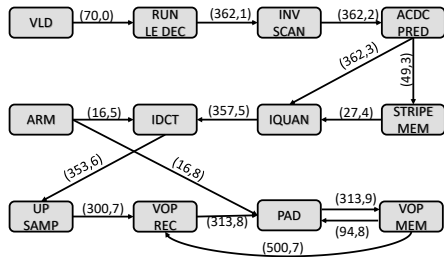 VLD
(70,0)
RUN
LE DEC
(362,1)
INV
SCAN
(362,2)
ACDC
PRED
(362,3)
(49,3)
ARM
(16,5)
IDCT
(357,5)
IQUAN
(27,4)
STRIPE
MEM
(353,6)
(16,8)
UP
SAMP
(300,7)
VOP
REC
(313,8)
PAD
(313,9)
(94,8)
VOP
MEM
(500,7)